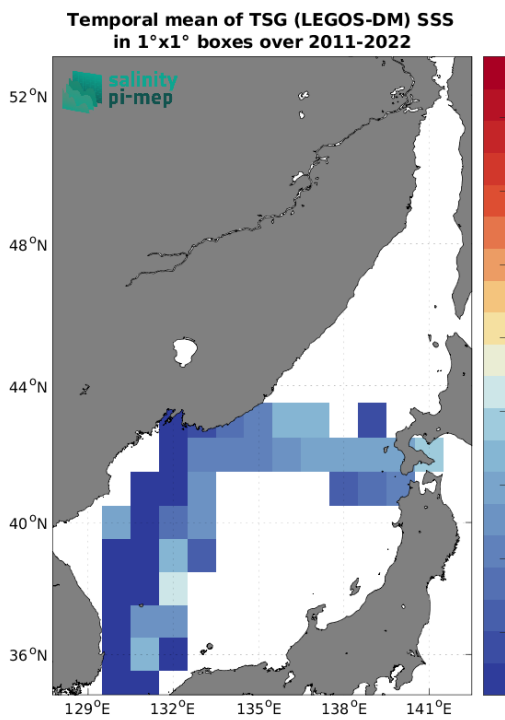 Temporal mean of TSG (LEGOS-DM) SSS
in 1°x1° boxes over 2011-2022
salinity
pi-mep
52°N
48°N
44°N
40°N
36°N
129°E 132°E 135°E 138°E 141°E